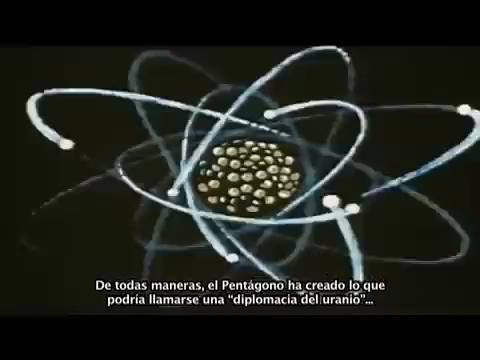 De todas maneras, el Pentágono ha creado lo que
podría llamarse una “diplomacia del uranio”...